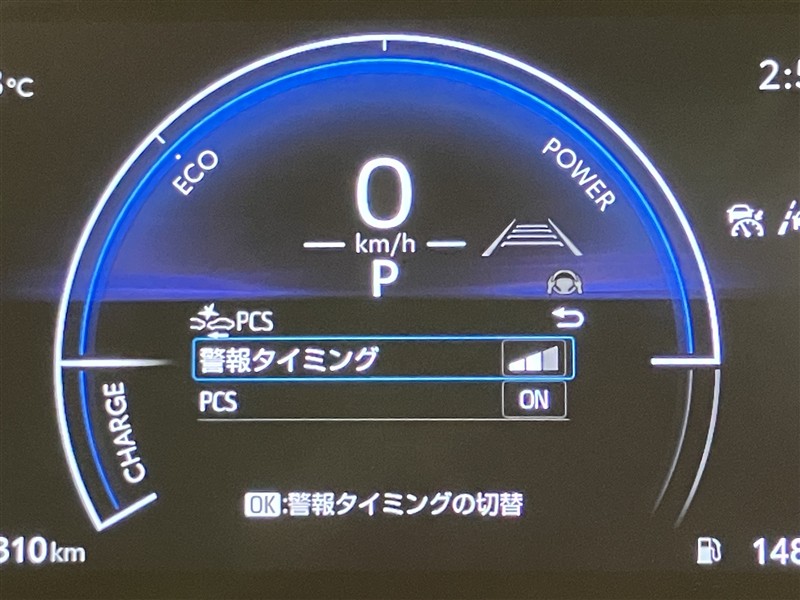 ℃
2:5
ECO
POWER
0
km/h
P
PCS
警報タイミング
PCS ON
CHARGE
OK:警報タイミングの切替
310km
148